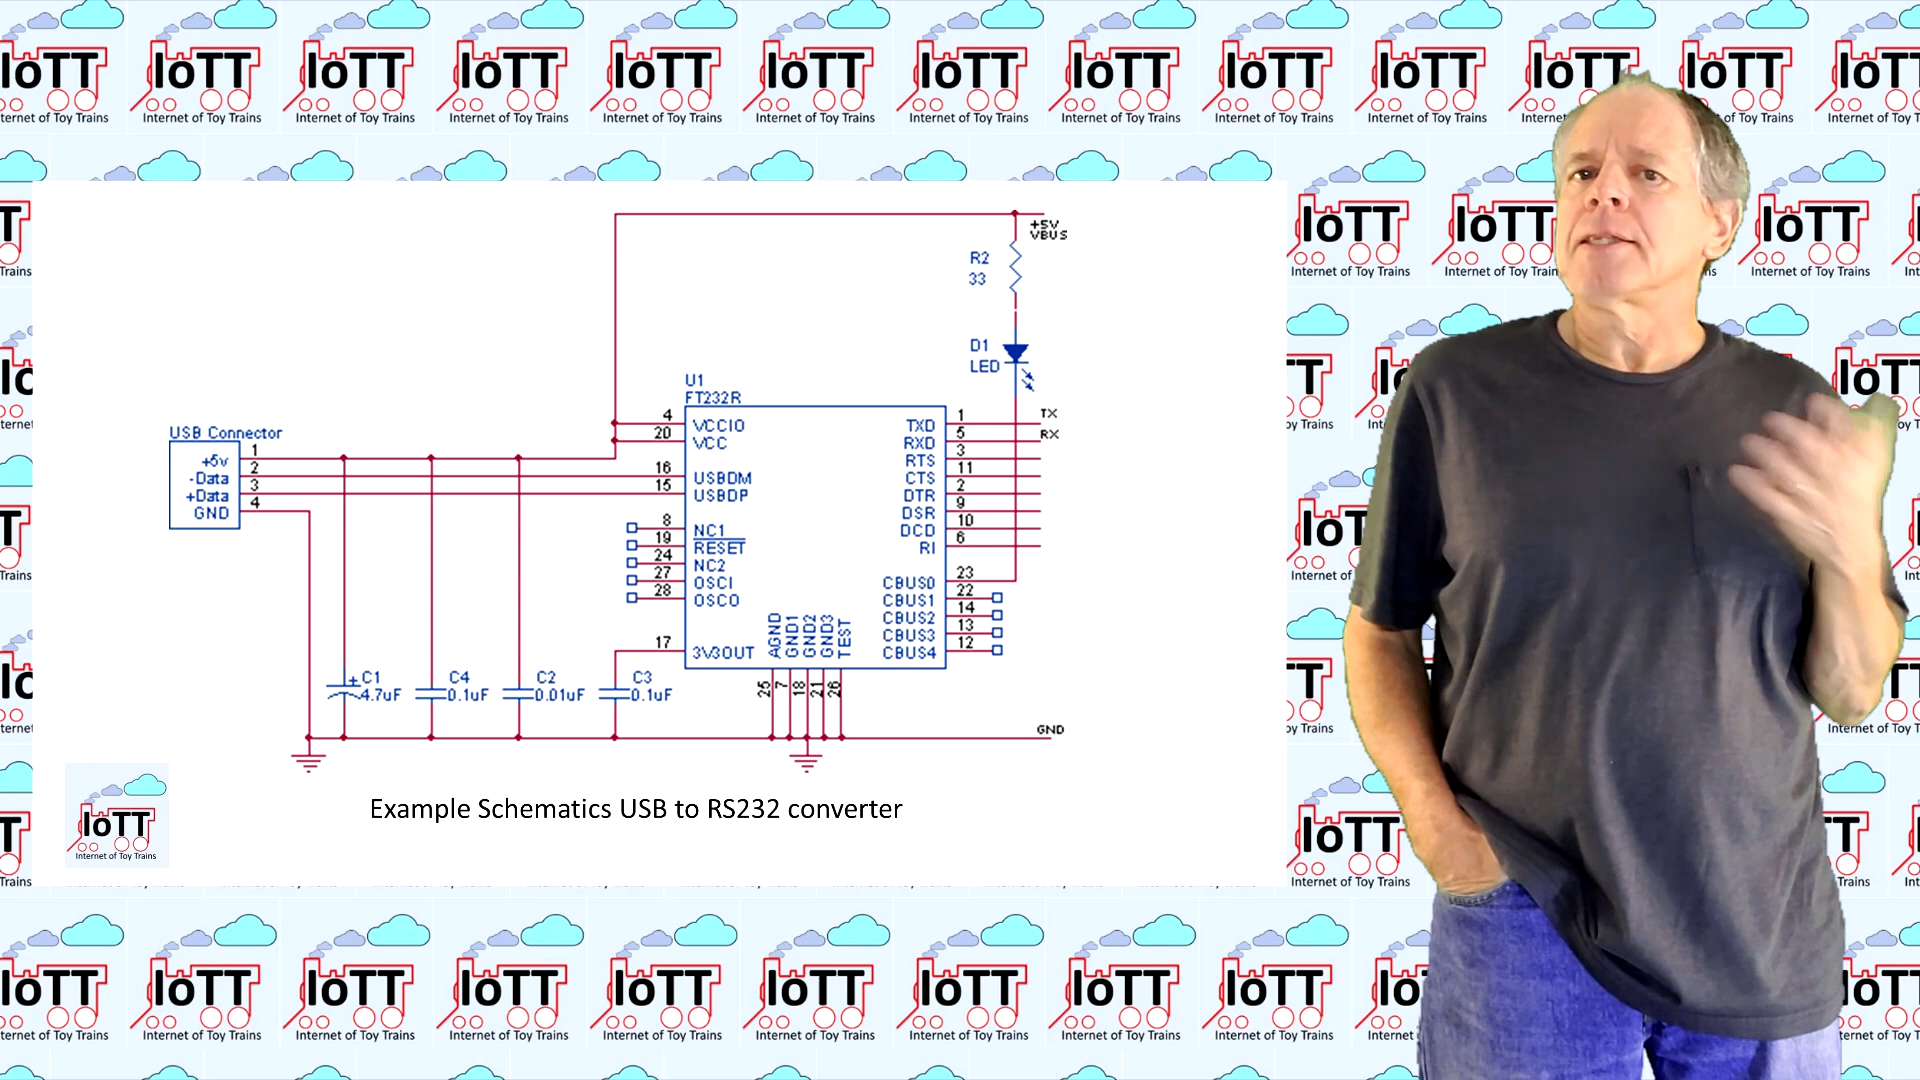 IoTT
Internet of Toy Trains
+5V
VBUS
R2
33
D1
LED
U1
FT232R
USB Connector
+5v 1
-Data 2
+Data 3
GND 4
4 VCCIO
20 VCC
16 USBDM
15 USBDP
8 NC1
19 RESET
24 NC2
27 OSCI
28 OSCO
17 3V3OUT
TXD 1 TX
RXD 5 RX
RTS 3
CTS 11
DTR 2
DSR 9
DCD 10
RI 6
CBUS0 23
CBUS1 22
CBUS2 14
CBUS3 13
CBUS4 12
AGND GND1 GND2 GND3 TEST
25 7 18 21 26
+ C1
4.7uF
C4
0.1uF
C2
0.01uF
C3
0.1uF
GND
Example Schematics USB to RS232 converter
IoTT
Internet of Toy Trains